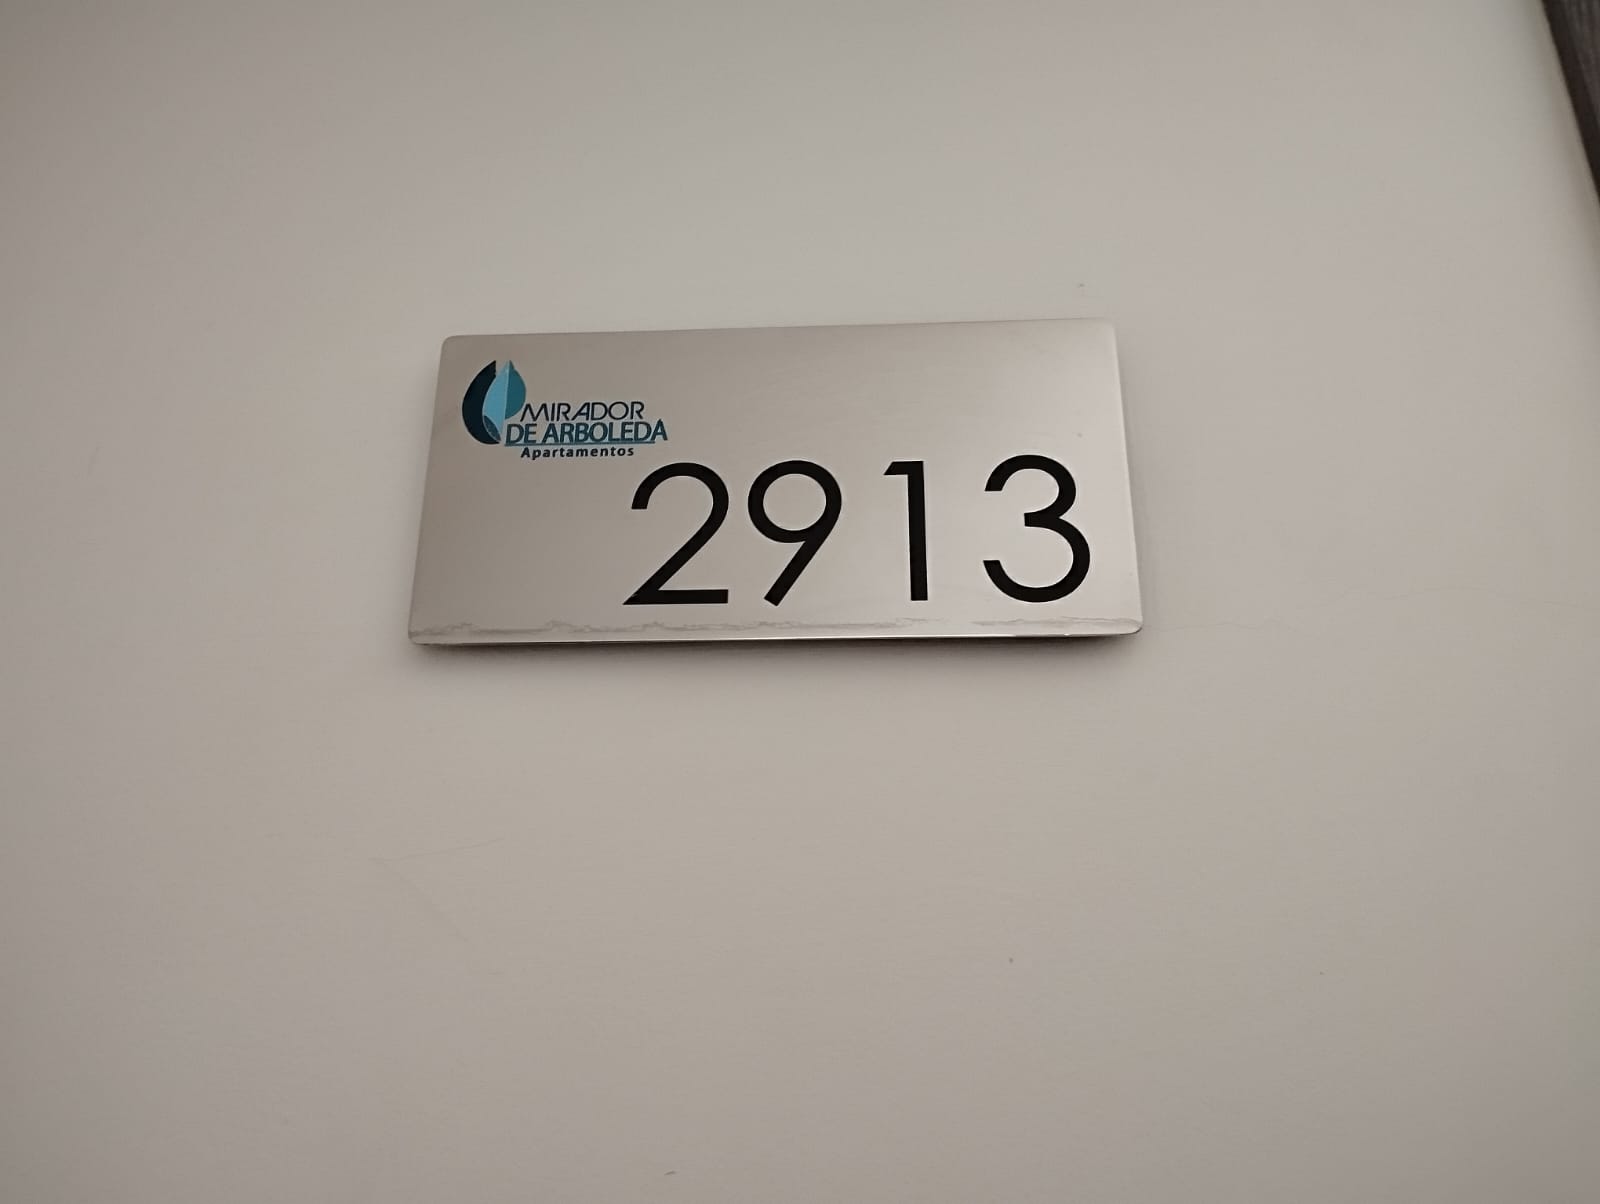 MIRADOR
DE ARBOLEDA
Apartamentos
2913